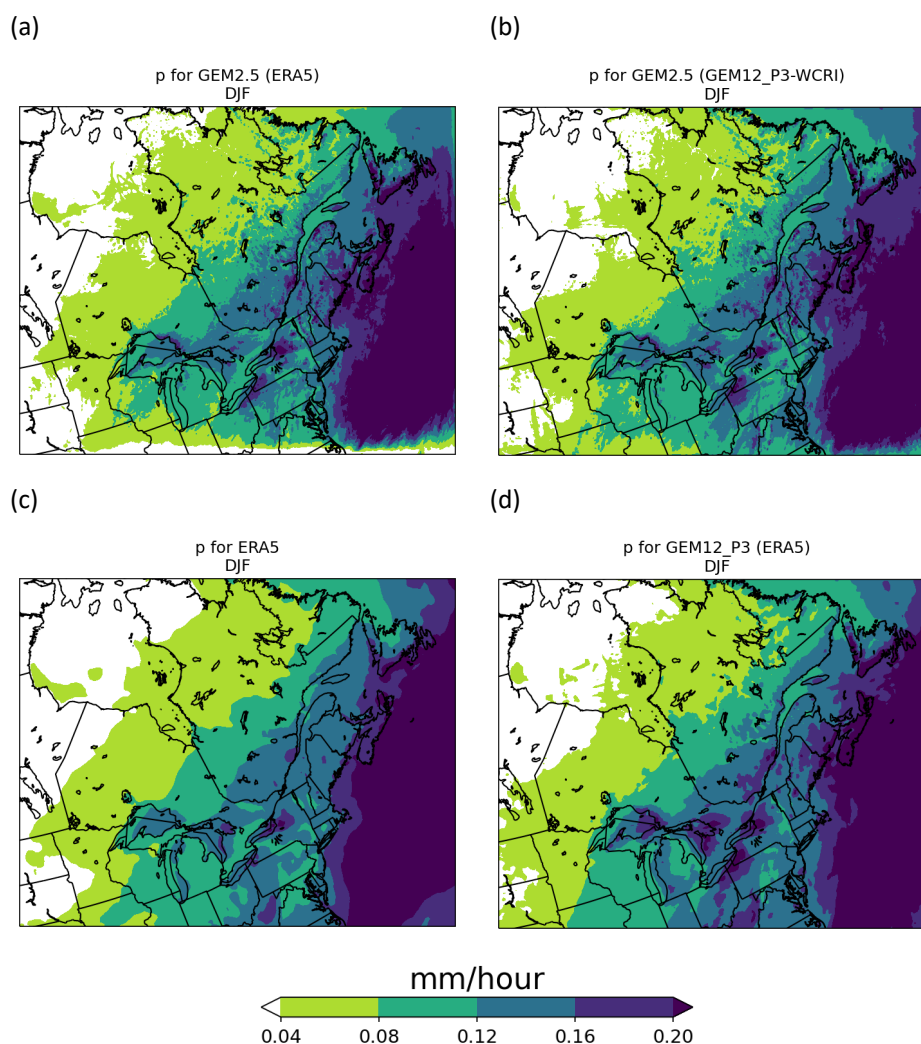 (a)
(b)
p for GEM2.5 (ERA5)
DJF
p for GEM2.5 (GEM12_P3-WCRI)
DJF
(c)
(d)
p for ERA5
DJF
p for GEM12_P3 (ERA5)
DJF
mm/hour
0.04 0.08 0.12 0.16 0.20